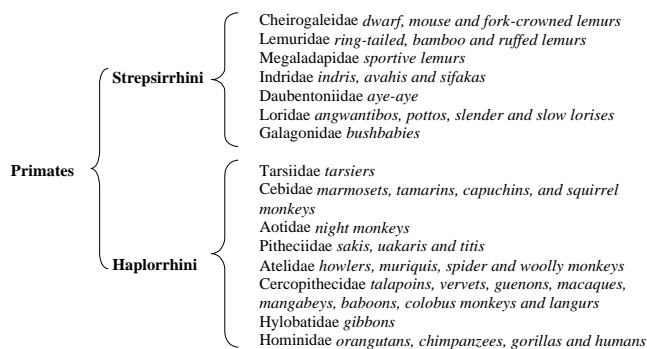 Cheirogaleidae dwarf, mouse and fork-crowned lemurs
Lemuridae ring-tailed, bamboo and ruffed lemurs
Megaladapidae sportive lemurs
Strepsirrhini
Indridae indris, avahis and sifakas
Daubentoniidae aye-aye
Loridae angwantibos, pottos, slender and slow lorises
Galagonidae bushbabies
Primates
Tarsiidae tarsiers
Cebidae marmosets, tamarins, capuchins, and squirrel
monkeys
Aotidae night monkeys
Pitheciidae sakis, uakaris and titis
Haplorrhini
Atelidae howlers, muriquis, spider and woolly monkeys
Cercopithecidae talapoins, vervets, guenons, macaques,
mangabeys, baboons, colobus monkeys and langurs
Hylobatidae gibbons
Hominidae orangutans, chimpanzees, gorillas and humans